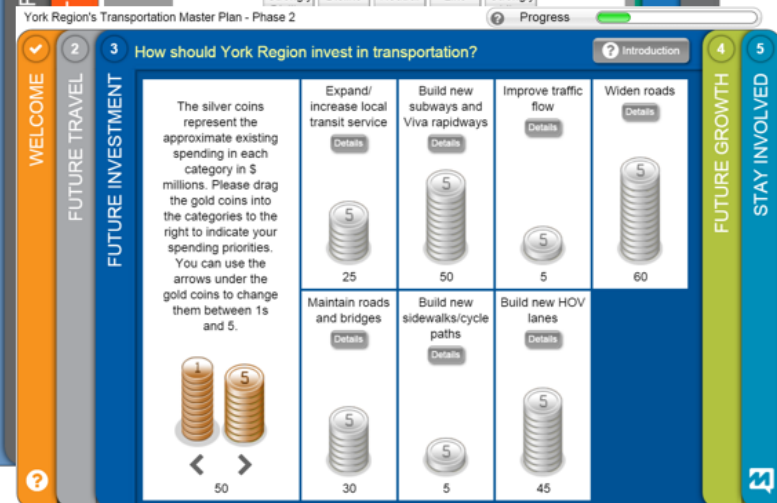 York Region's Transportation Master Plan - Phase 2
Progress
WELCOME
2
FUTURE TRAVEL
3
FUTURE INVESTMENT
How should York Region invest in transportation?
Introduction
The silver coins
represent the
approximate existing
spending in each
category in $
millions. Please drag
the gold coins into
the categories to the
right to indicate your
spending priorities.
You can use the
arrows under the
gold coins to change
them between 1s
and 5.
1
5
50
Expand/
increase local
transit service
Details
5
25
Build new
subways and
Viva rapidways
Details
5
50
Improve traffic
flow
Details
5
5
Widen roads
Details
5
60
Maintain roads
and bridges
Details
5
30
Build new
sidewalks/cycle
paths
Details
5
5
Build new HOV
lanes
Details
5
45
4
FUTURE GROWTH
5
STAY INVOLVED